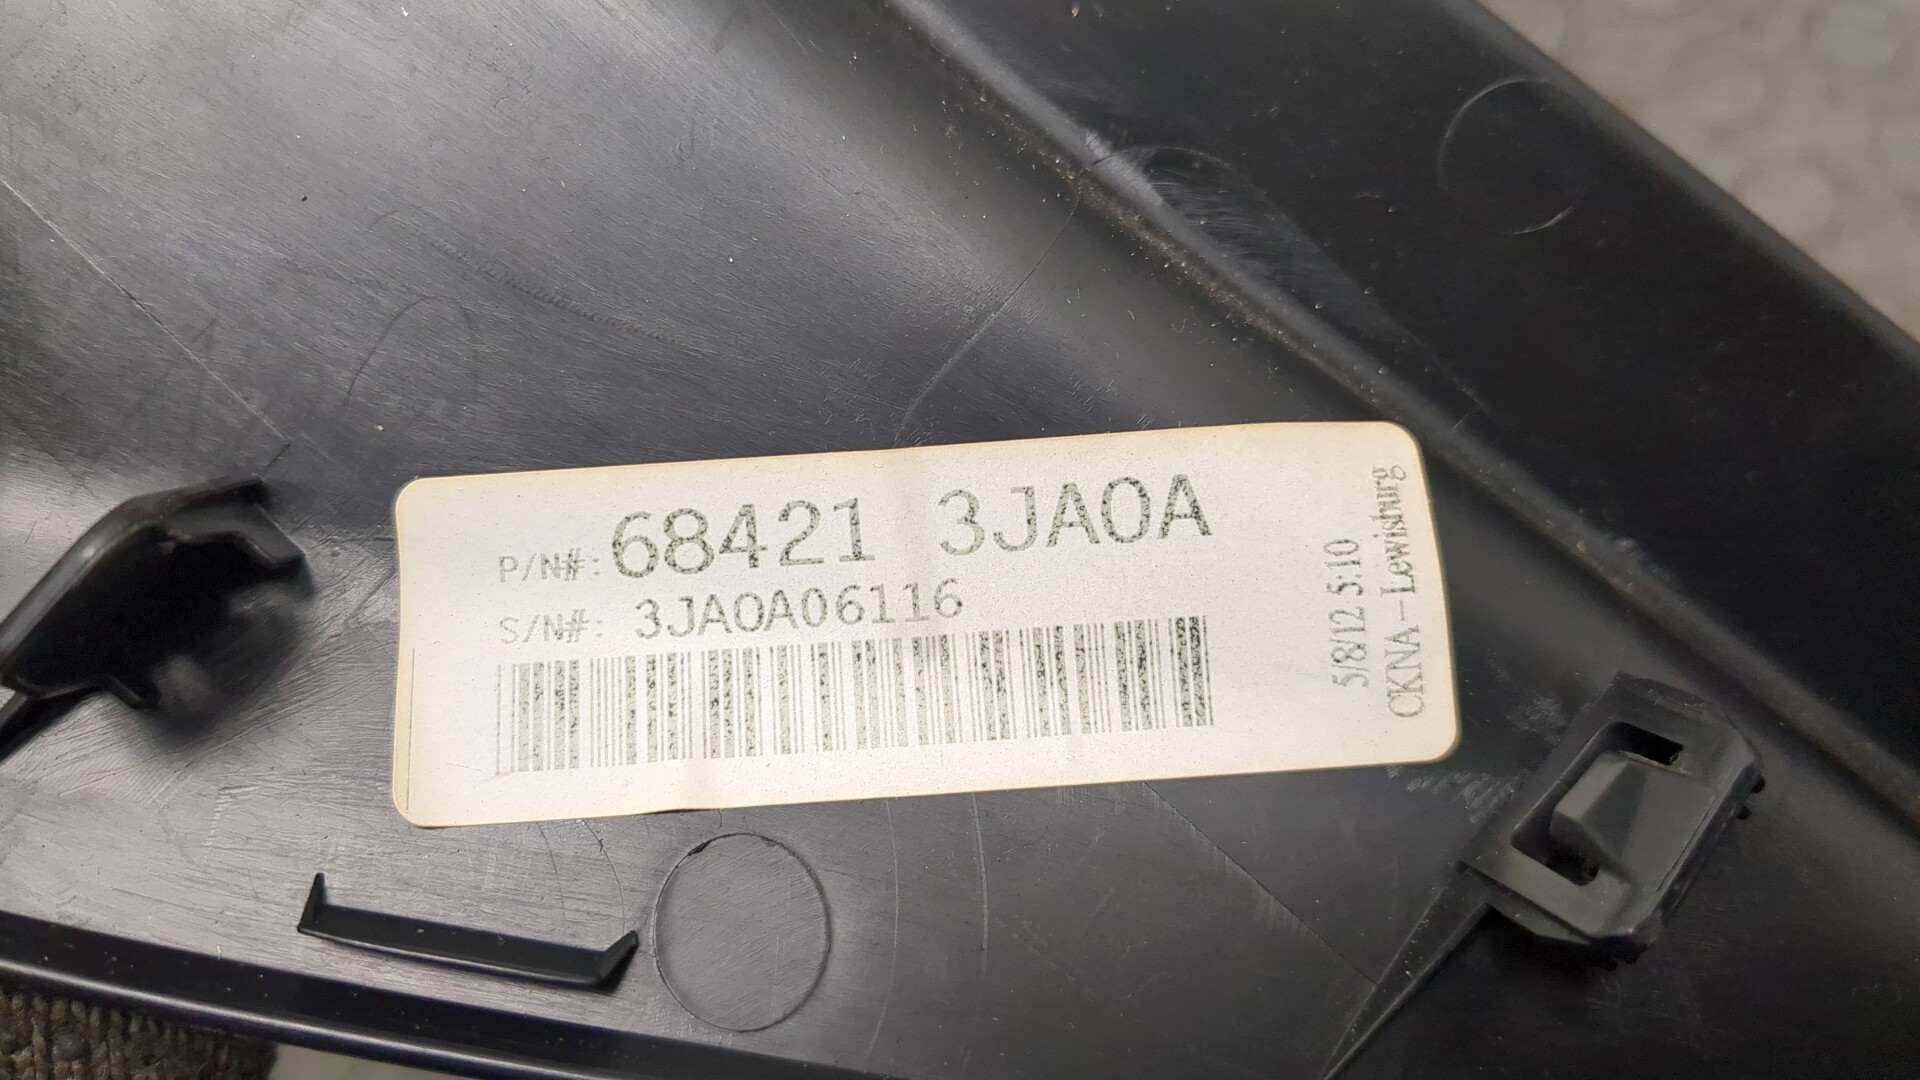 P/N#: 68421 3JA0A
S/N#: 3JA0A06116
5/8/12 5:10
CKNA-Lewisburg